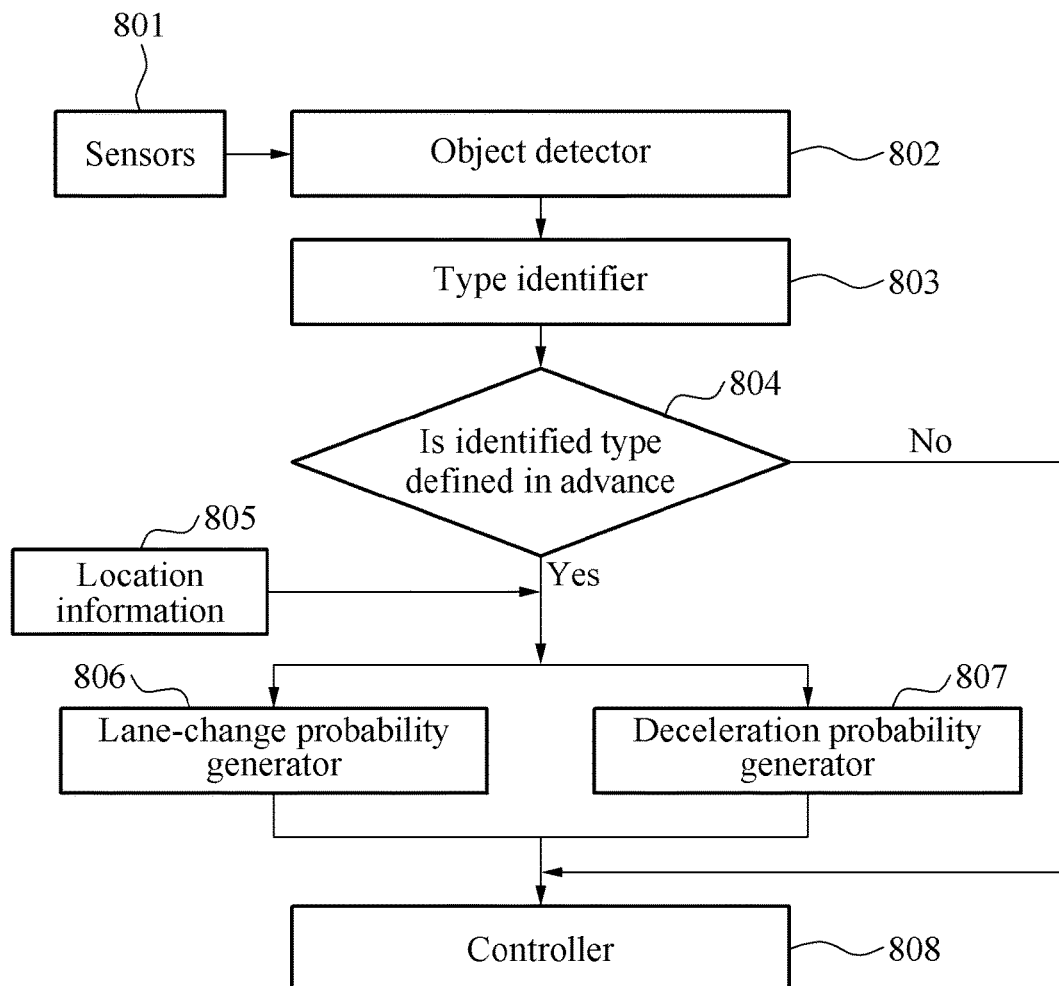 801
Sensors
Object detector
802
Type identifier
803
804
Is identified type
defined in advance
No
805
Location
information
Yes
806
Lane-change probability
generator
807
Deceleration probability
generator
Controller
808